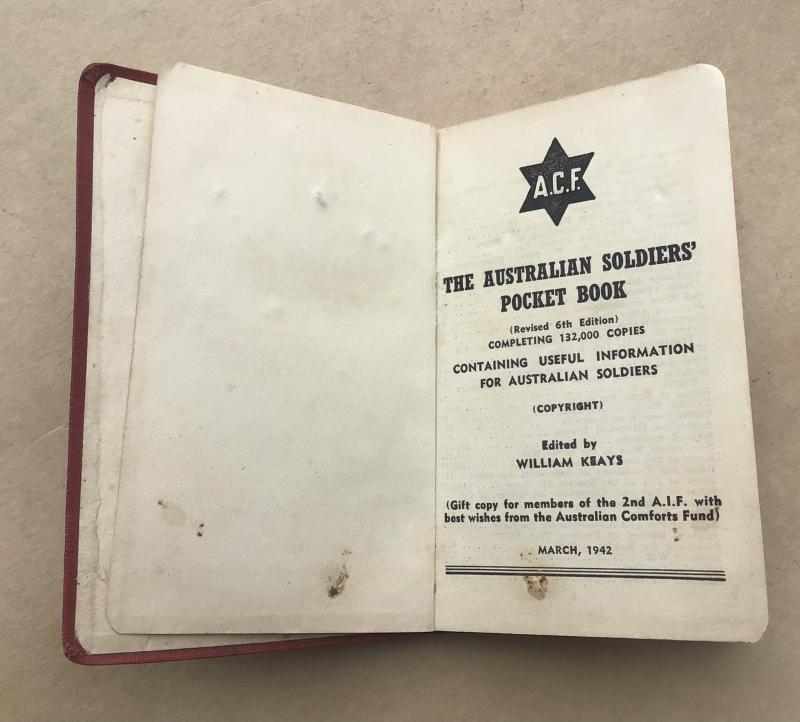 A.C.F.
THE AUSTRALIAN SOLDIERS'
POCKET BOOK
(Revised 6th Edition)
COMPLETING 132,000 COPIES
CONTAINING USEFUL INFORMATION
FOR AUSTRALIAN SOLDIERS
(COPYRIGHT)
Edited by
WILLIAM KEAYS
(Gift copy for members of the 2nd A.I.F. with
best wishes from the Australian Comforts Fund)
MARCH, 1942